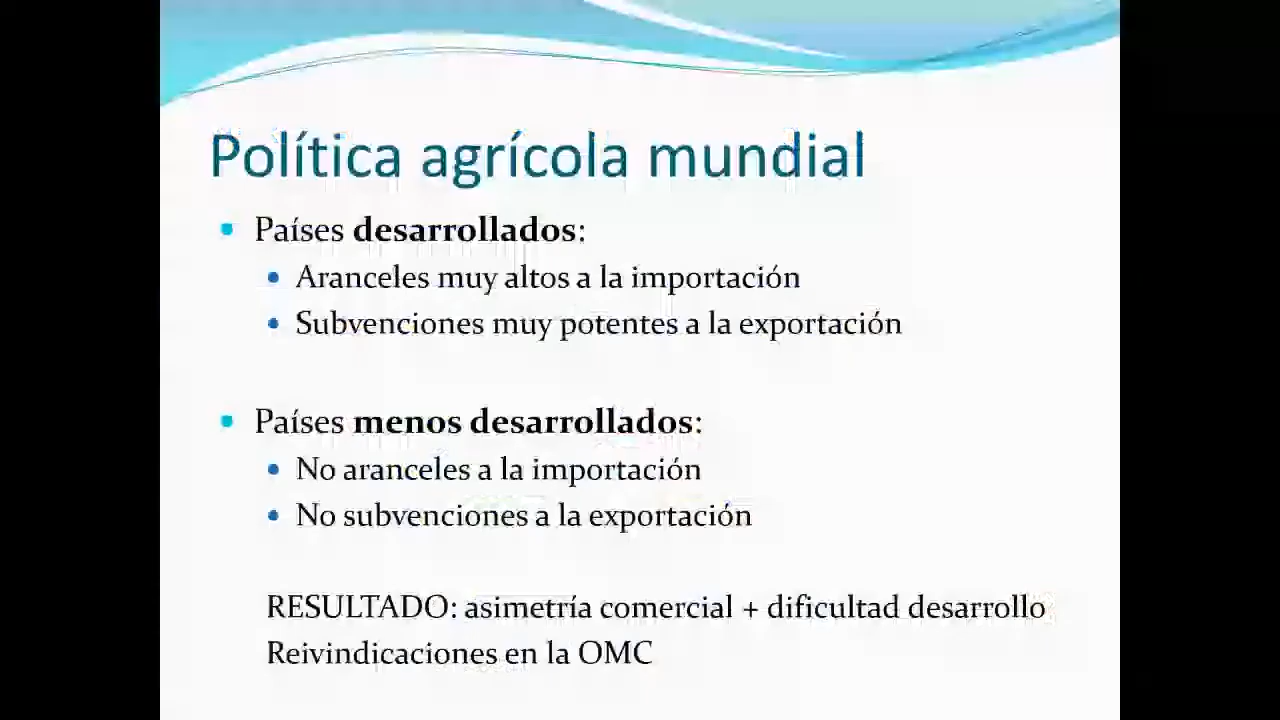 Política agrícola mundial
Países desarrollados:
Aranceles muy altos a la importación
Subvenciones muy potentes a la exportación
Países menos desarrollados:
No aranceles a la importación
No subvenciones a la exportación
RESULTADO: asimetría comercial + dificultad desarrollo
Reivindicaciones en la OMC